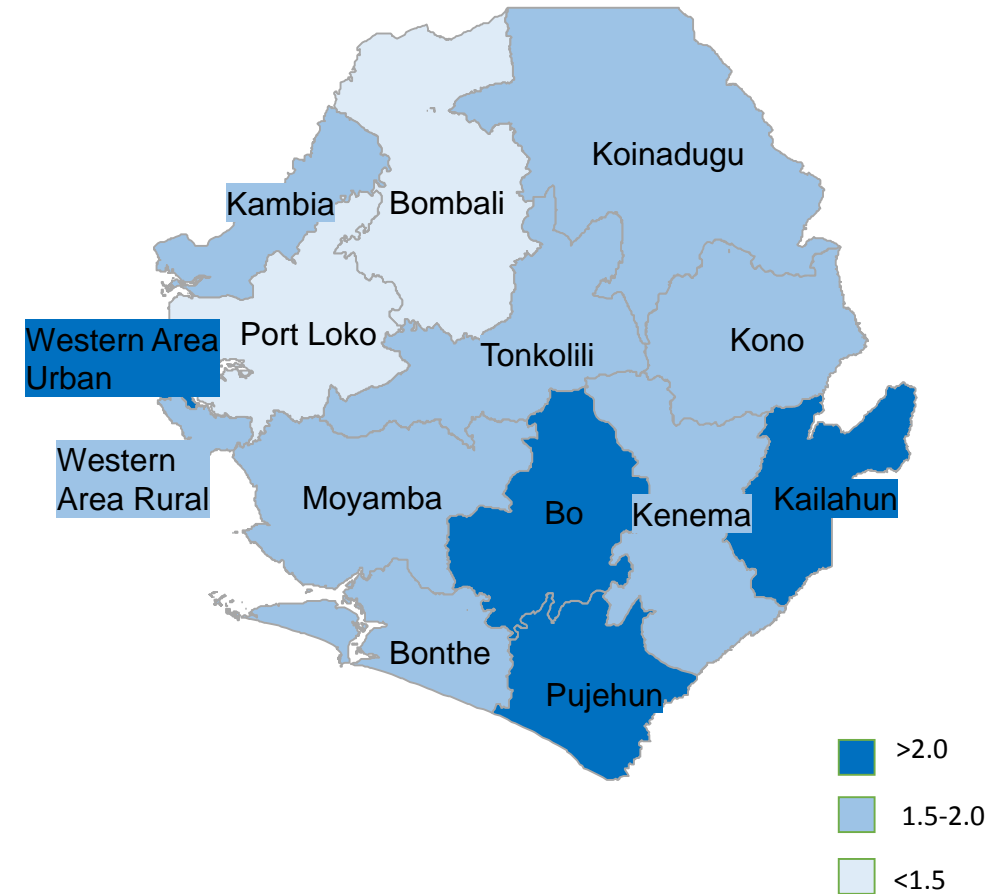 Koinadugu
Kambia
Bombali
Western Area
Urban
Port Loko
Tonkolili
Kono
Western
Area Rural
Moyamba
Bo
Kenema
Kailahun
Bonthe
Pujehun
>2.0
1.5-2.0
<1.5